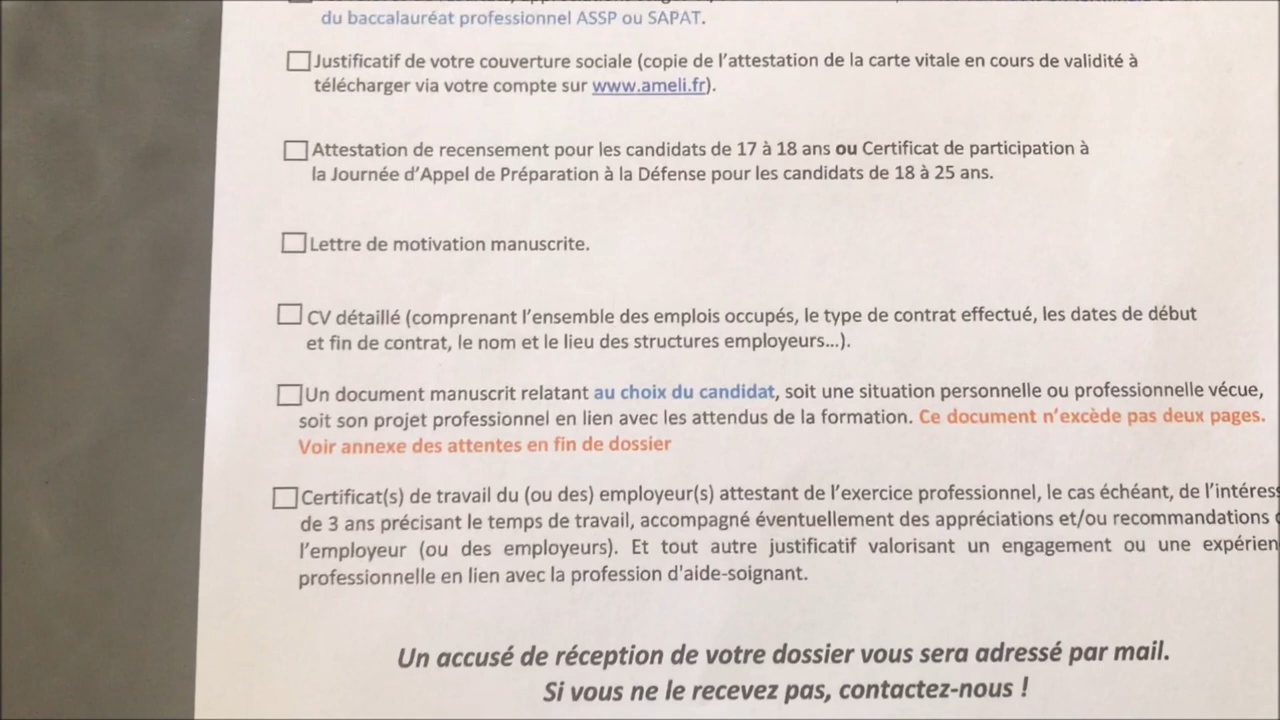 du baccalauréat professionnel ASSP ou SAPAT.
Justificatif de votre couverture sociale (copie de l'attestation de la carte vitale en cours de validité à
télécharger via votre compte sur www.ameli.fr).
Attestation de recensement pour les candidats de 17 à 18 ans ou Certificat de participation à
la Journée d'Appel de Préparation à la Défense pour les candidats de 18 à 25 ans.
Lettre de motivation manuscrite.
CV détaillé (comprenant l'ensemble des emplois occupés, le type de contrat effectué, les dates de début
et fin de contrat, le nom et le lieu des structures employeurs...).
Un document manuscrit relatant au choix du candidat, soit une situation personnelle ou professionnelle vécue,
soit son projet professionnel en lien avec les attendus de la formation. Ce document n'excède pas deux pages.
Voir annexe des attentes en fin de dossier
Certificat(s) de travail du (ou des) employeur(s) attestant de l'exercice professionnel, le cas échéant, de
de 3 ans précisant le temps de travail, accompagné éventuellement des appréciations et/ou recommandations
l'employeur (ou des employeurs). Et tout autre justificatif valorisant un engagement ou une
professionnelle en lien avec la profession d'aide-soignant.
Un accusé de réception de votre dossier vous sera adressé par mail.
Si vous ne le recevez pas, contactez-nous !